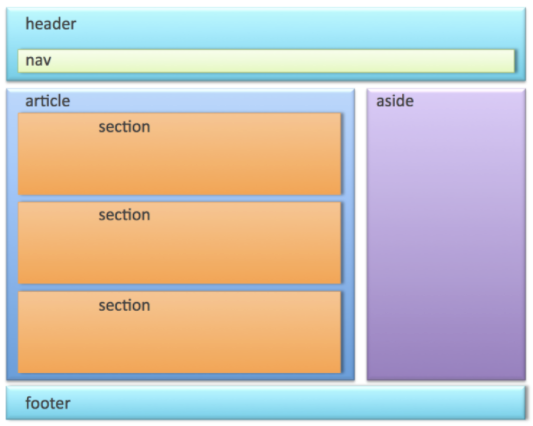 header
nav
article
section
section
section
aside
footer